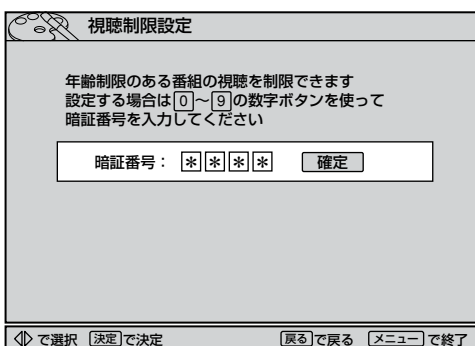 視聴制限設定
年齢制限のある番組の視聴を制限できます
設定する場合は0～9の数字ボタンを使って
暗証番号を入力してください
暗証番号： ＊＊＊＊ 確定
で選択 決定で決定 戻るで戻る メニューで終了